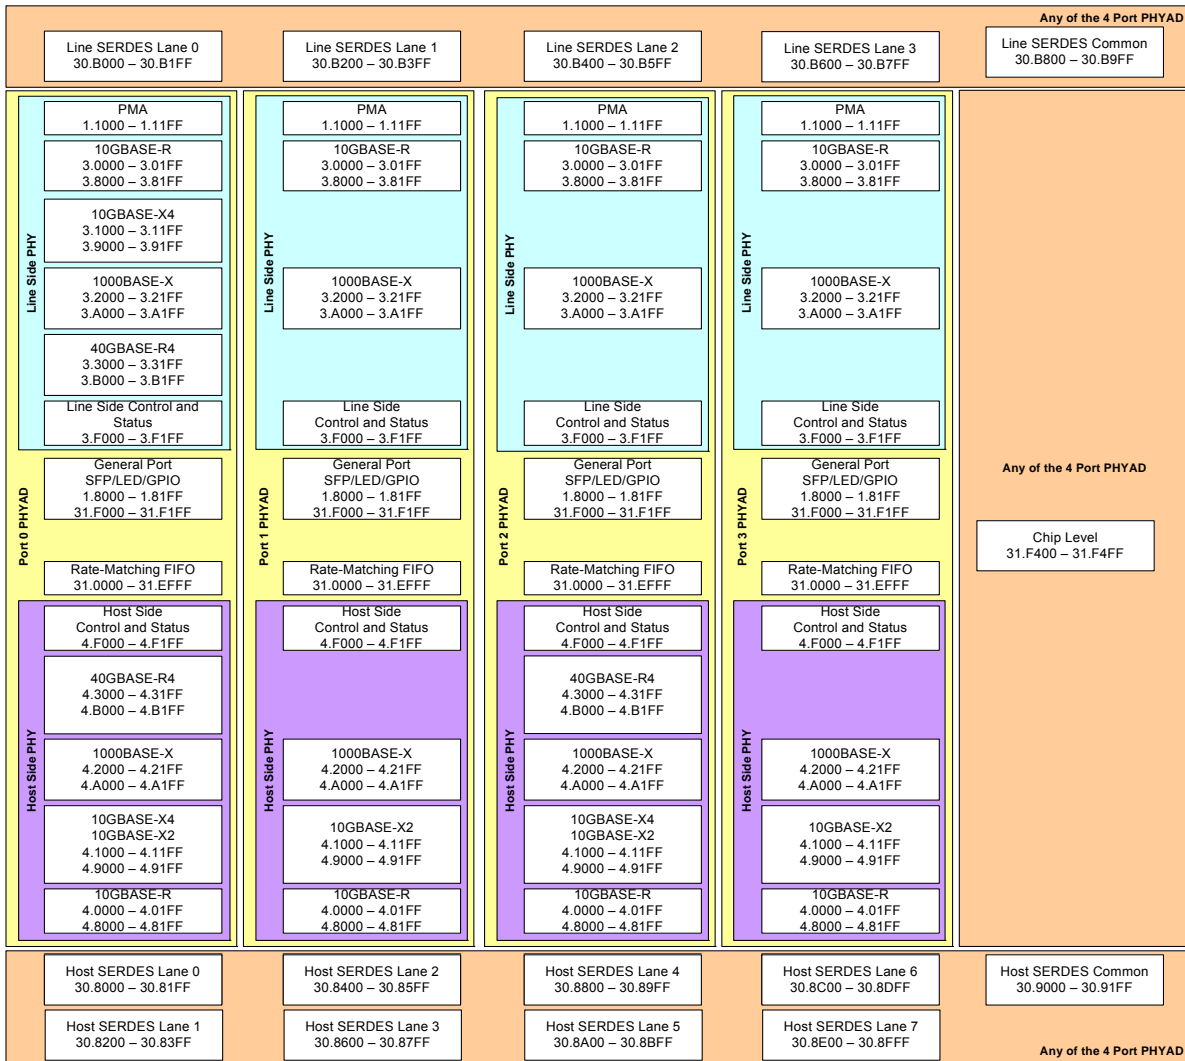 Any of the 4 Port PHYAD
Line SERDES Lane 0
30.B000 – 30.B1FF
Line SERDES Lane 1
30.B200 – 30.B3FF
Line SERDES Lane 2
30.B400 – 30.B5FF
Line SERDES Lane 3
30.B600 – 30.B7FF
Line SERDES Common
30.B800 – 30.B9FF
Port 0 PHYAD
Line Side PHY
PMA
1.1000 – 1.11FF
10GBASE-R
3.0000 – 3.01FF
3.8000 – 3.81FF
10GBASE-X4
3.1000 – 3.11FF
3.9000 – 3.91FF
1000BASE-X
3.2000 – 3.21FF
3.A000 – 3.A1FF
40GBASE-R4
3.3000 – 3.31FF
3.B000 – 3.B1FF
Line Side Control and
Status
3.F000 – 3.F1FF
General Port
SFP/LED/GPIO
1.8000 – 1.81FF
31.F000 – 31.F1FF
Rate-Matching FIFO
31.0000 – 31.EFFF
Host Side PHY
Host Side
Control and Status
4.F000 – 4.F1FF
40GBASE-R4
4.3000 – 4.31FF
4.B000 – 4.B1FF
1000BASE-X
4.2000 – 4.21FF
4.A000 – 4.A1FF
10GBASE-X4
10GBASE-X2
4.1000 – 4.11FF
4.9000 – 4.91FF
10GBASE-R
4.0000 – 4.01FF
4.8000 – 4.81FF
Port 1 PHYAD
Line Side PHY
PMA
1.1000 – 1.11FF
10GBASE-R
3.0000 – 3.01FF
3.8000 – 3.81FF
1000BASE-X
3.2000 – 3.21FF
3.A000 – 3.A1FF
Line Side
Control and Status
3.F000 – 3.F1FF
General Port
SFP/LED/GPIO
1.8000 – 1.81FF
31.F000 – 31.F1FF
Rate-Matching FIFO
31.0000 – 31.EFFF
Host Side PHY
Host Side
Control and Status
4.F000 – 4.F1FF
1000BASE-X
4.2000 – 4.21FF
4.A000 – 4.A1FF
10GBASE-X2
4.1000 – 4.11FF
4.9000 – 4.91FF
10GBASE-R
4.0000 – 4.01FF
4.8000 – 4.81FF
Port 2 PHYAD
Line Side PHY
PMA
1.1000 – 1.11FF
10GBASE-R
3.0000 – 3.01FF
3.8000 – 3.81FF
1000BASE-X
3.2000 – 3.21FF
3.A000 – 3.A1FF
Line Side
Control and Status
3.F000 – 3.F1FF
General Port
SFP/LED/GPIO
1.8000 – 1.81FF
31.F000 – 31.F1FF
Rate-Matching FIFO
31.0000 – 31.EFFF
Host Side PHY
Host Side
Control and Status
4.F000 – 4.F1FF
40GBASE-R4
4.3000 – 4.31FF
4.B000 – 4.B1FF
1000BASE-X
4.2000 – 4.21FF
4.A000 – 4.A1FF
10GBASE-X4
10GBASE-X2
4.1000 – 4.11FF
4.9000 – 4.91FF
10GBASE-R
4.0000 – 4.01FF
4.8000 – 4.81FF
Port 3 PHYAD
Line Side PHY
PMA
1.1000 – 1.11FF
10GBASE-R
3.0000 – 3.01FF
3.8000 – 3.81FF
1000BASE-X
3.2000 – 3.21FF
3.A000 – 3.A1FF
Line Side
Control and Status
3.F000 – 3.F1FF
General Port
SFP/LED/GPIO
1.8000 – 1.81FF
31.F000 – 31.F1FF
Rate-Matching FIFO
31.0000 – 31.EFFF
Host Side PHY
Host Side
Control and Status
4.F000 – 4.F1FF
1000BASE-X
4.2000 – 4.21FF
4.A000 – 4.A1FF
10GBASE-X2
4.1000 – 4.11FF
4.9000 – 4.91FF
10GBASE-R
4.0000 – 4.01FF
4.8000 – 4.81FF
Any of the 4 Port PHYAD
Chip Level
31.F400 – 31.F4FF
Host SERDES Lane 0
30.8000 – 30.81FF
Host SERDES Lane 2
30.8400 – 30.85FF
Host SERDES Lane 4
30.8800 – 30.89FF
Host SERDES Lane 6
30.8C00 – 30.8DFF
Host SERDES Common
30.9000 – 30.91FF
Host SERDES Lane 1
30.8200 – 30.83FF
Host SERDES Lane 3
30.8600 – 30.87FF
Host SERDES Lane 5
30.8A00 – 30.8BFF
Host SERDES Lane 7
30.8E00 – 30.8FFF
Any of the 4 Port PHYAD